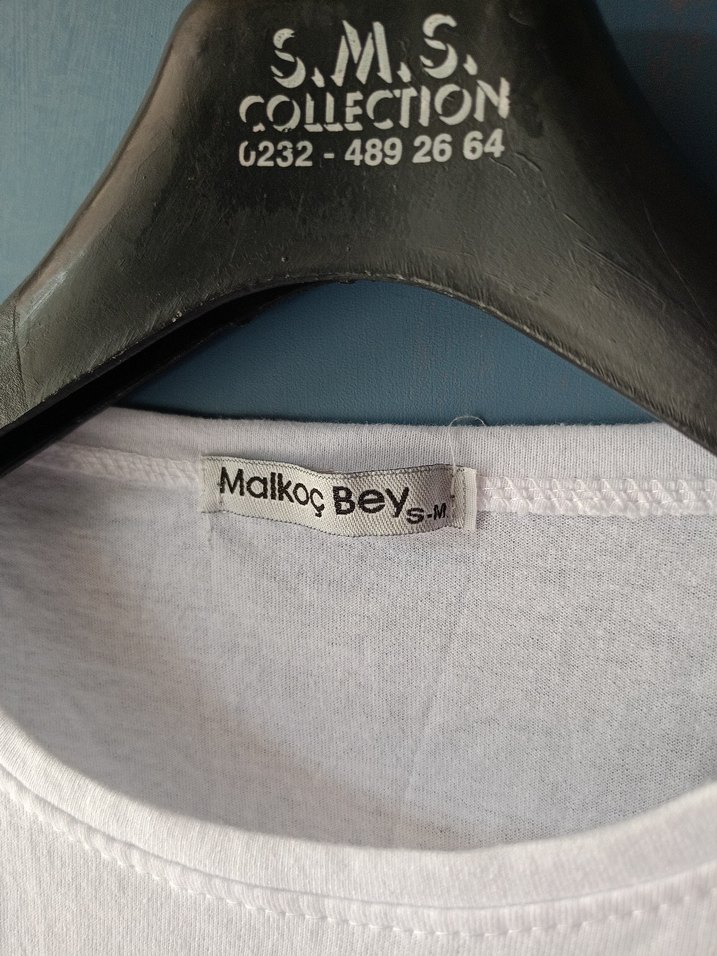 S.M.S.
COLLECTION
0232 - 489 26 64
Malkoç Bey S-M